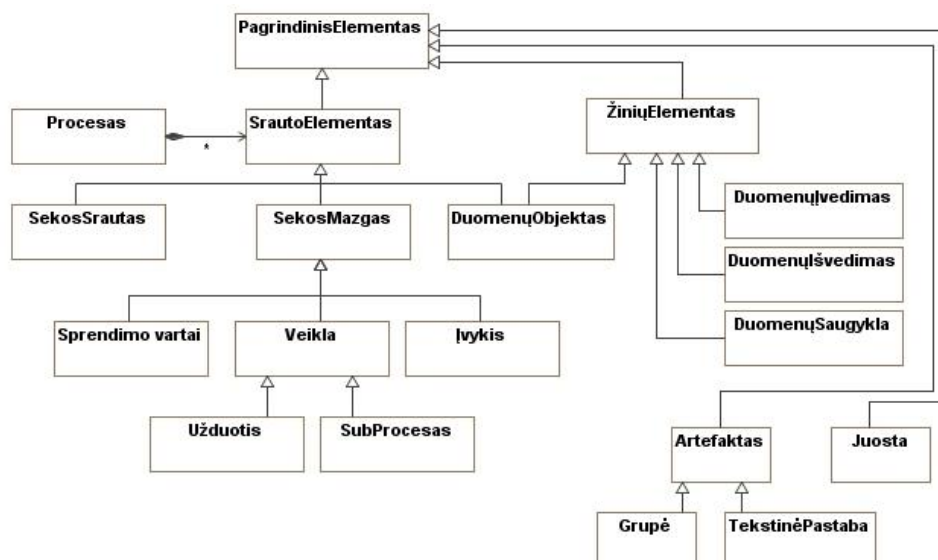 PagrindinisElementas
Procesas
SrautoElementas
ŽiniųElementas
*
DuomenųĮvedimas
SekosSrautas
SekosMazgas
DuomenųObjektas
DuomenųIšvedimas
DuomenųSaugykla
Sprendimo vartai
Veikla
Įvykis
Užduotis
SubProcesas
Artefaktas
Juosta
Grupė
TekstinėPastaba